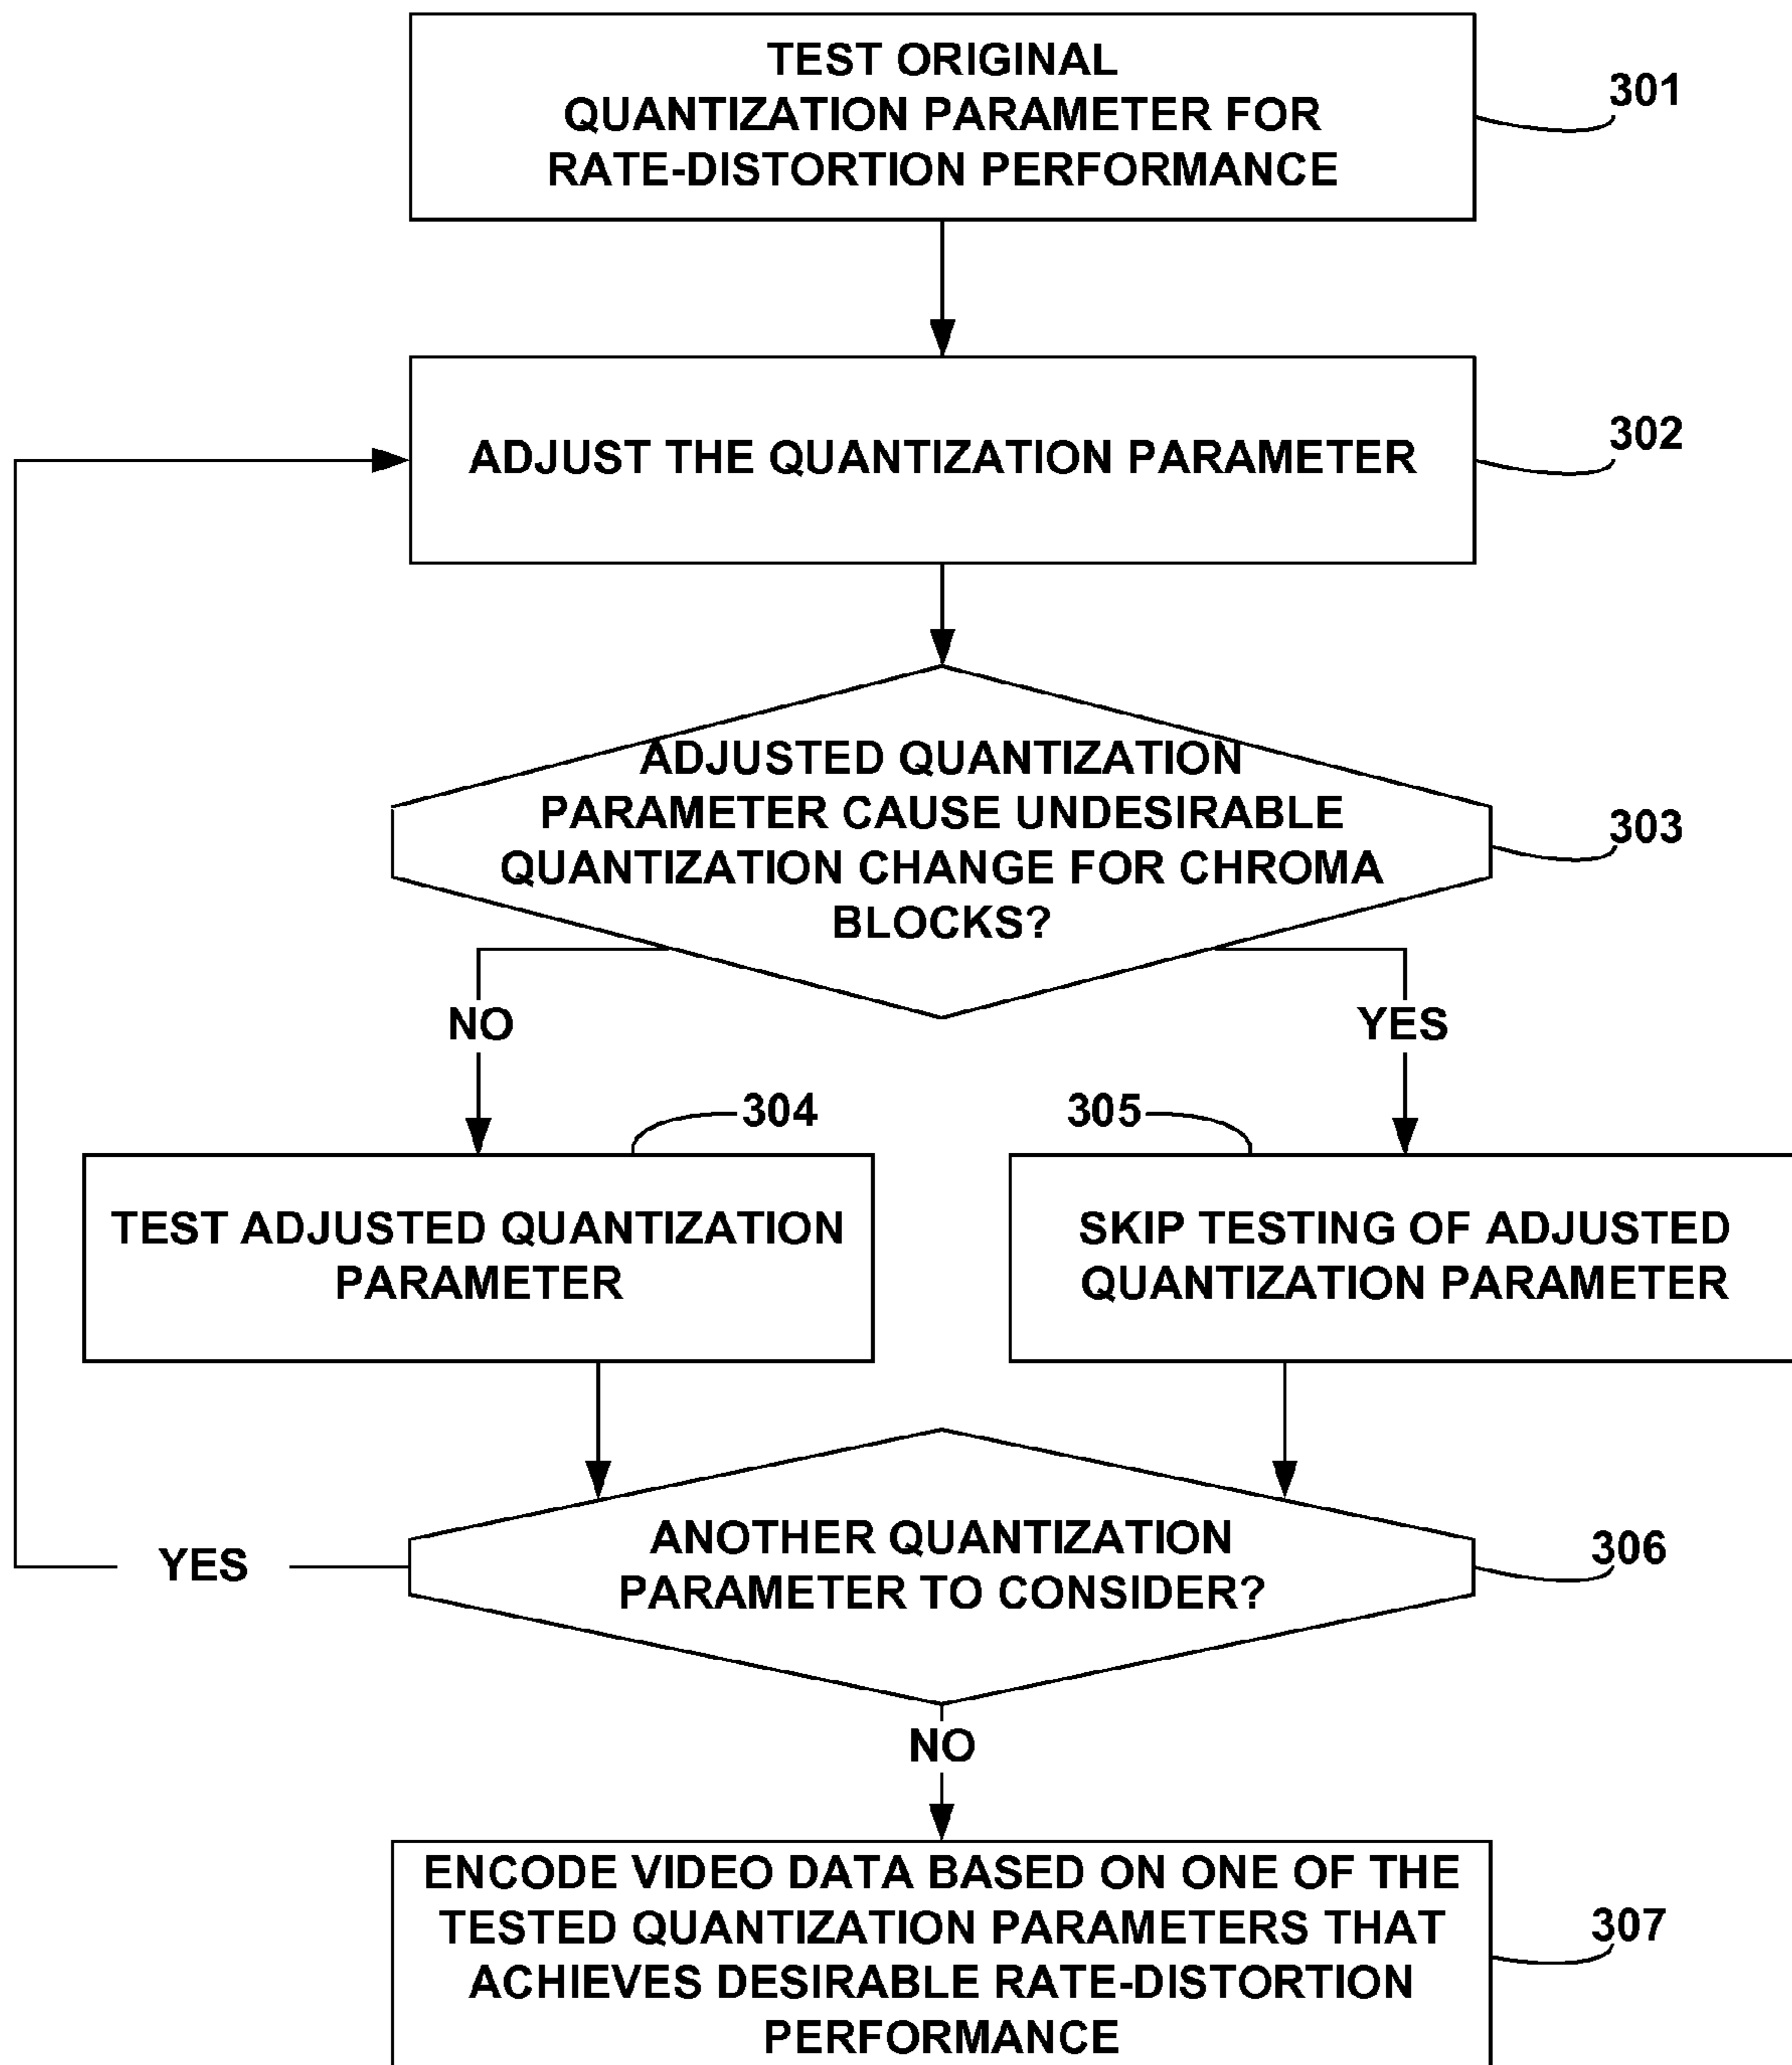 TEST ORIGINAL
QUANTIZATION PARAMETER FOR
RATE-DISTORTION PERFORMANCE
301
ADJUST THE QUANTIZATION PARAMETER
302
ADJUSTED QUANTIZATION
PARAMETER CAUSE UNDESIRABLE
QUANTIZATION CHANGE FOR CHROMA
BLOCKS?
303
NO
YES
304
305
TEST ADJUSTED QUANTIZATION
PARAMETER
SKIP TESTING OF ADJUSTED
QUANTIZATION PARAMETER
ANOTHER QUANTIZATION
PARAMETER TO CONSIDER?
306
YES
NO
ENCODE VIDEO DATA BASED ON ONE OF THE
TESTED QUANTIZATION PARAMETERS THAT
ACHIEVES DESIRABLE RATE-DISTORTION
PERFORMANCE
307